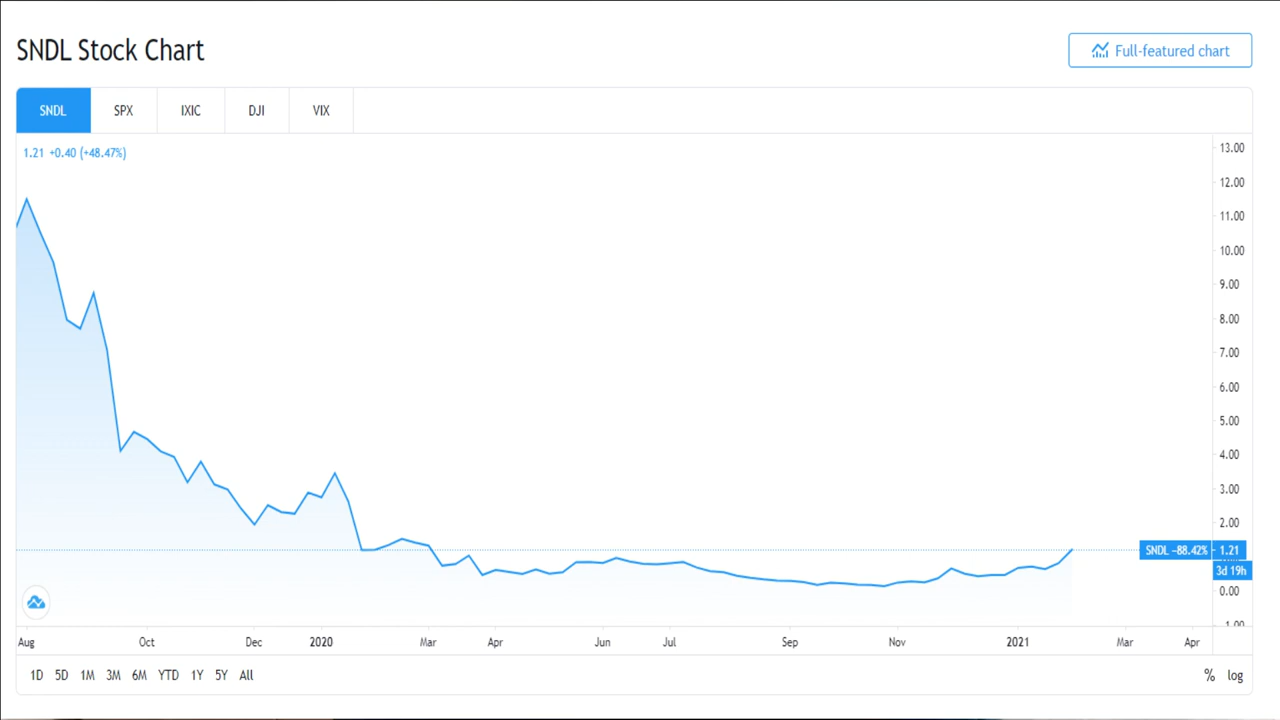 SNDL Stock Chart
Full-featured chart
SNDL SPX IXIC DJI VIX
1.21 +0.40 (+48.47%)
13.00
12.00
11.00
10.00
9.00
8.00
7.00
6.00
5.00
4.00
3.00
2.00
SNDL −88.42% 1.21
3d 19h
0.00
Aug Oct Dec 2020 Mar Apr Jun Jul Sep Nov 2021 Mar Apr
1D 5D 1M 3M 6M YTD 1Y 5Y All % log